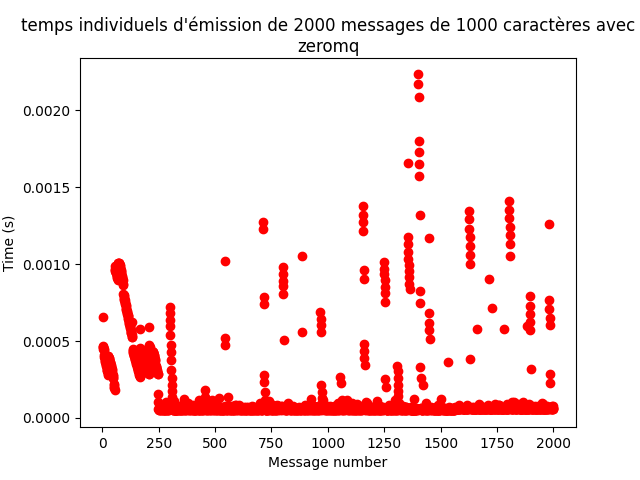 temps individuels d'émission de 2000 messages de 1000 caractères avec
zeromq
Time (s)
0.0020
0.0015
0.0010
0.0005
0.0000
0 250 500 750 1000 1250 1500 1750 2000
Message number